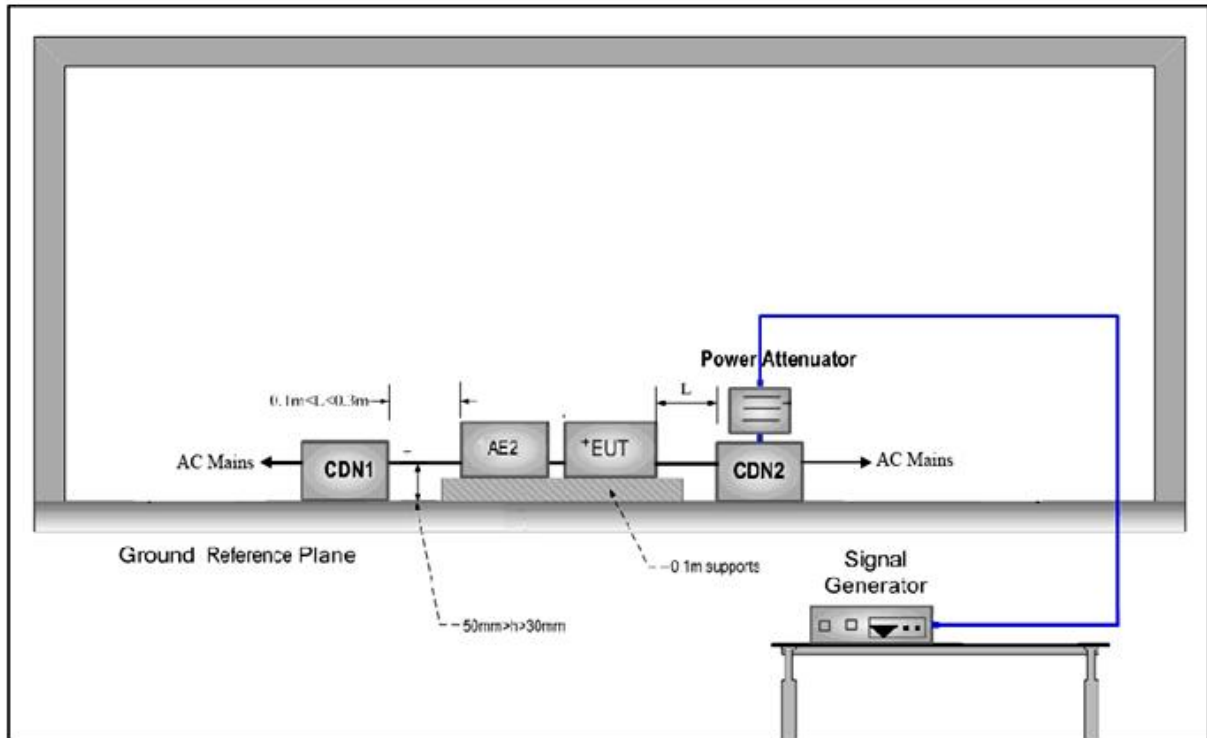 Power Attenuator
0.1m<L<0.3m
L
AC Mains
CDN1
AE2
+EUT
CDN2
AC Mains
Ground Reference Plane
0 1m supports
Signal
Generator
50mm>h>30mm